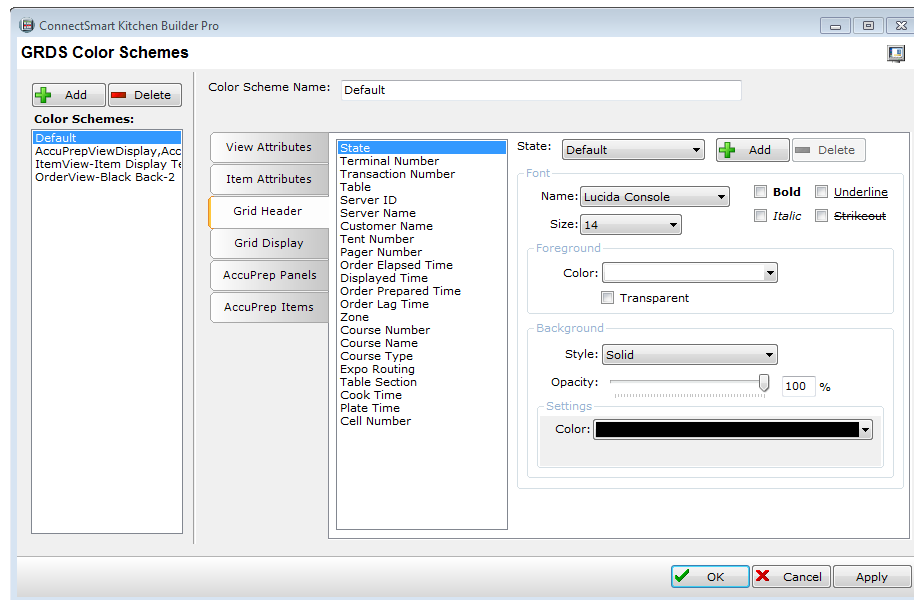 ConnectSmart Kitchen Builder Pro
GRDS Color Schemes
Add
Delete
Color Schemes:
Default
AccuPrepViewDisplay,Acc
ItemView-Item Display Te
OrderView-Black Back-2
Color Scheme Name:
Default
View Attributes
Item Attributes
Grid Header
Grid Display
AccuPrep Panels
AccuPrep Items
State
Terminal Number
Transaction Number
Table
Server ID
Server Name
Customer Name
Tent Number
Pager Number
Order Elapsed Time
Displayed Time
Order Prepared Time
Order Lag Time
Zone
Course Number
Course Name
Course Type
Expo Routing
Table Section
Cook Time
Plate Time
Cell Number
State:
Default
Add
Delete
Font
Name:
Lucida Console
Bold
Underline
Size:
14
Italic
Strikeout
Foreground
Color:
Transparent
Background
Style:
Solid
Opacity:
100
%
Settings
Color:
OK
Cancel
Apply